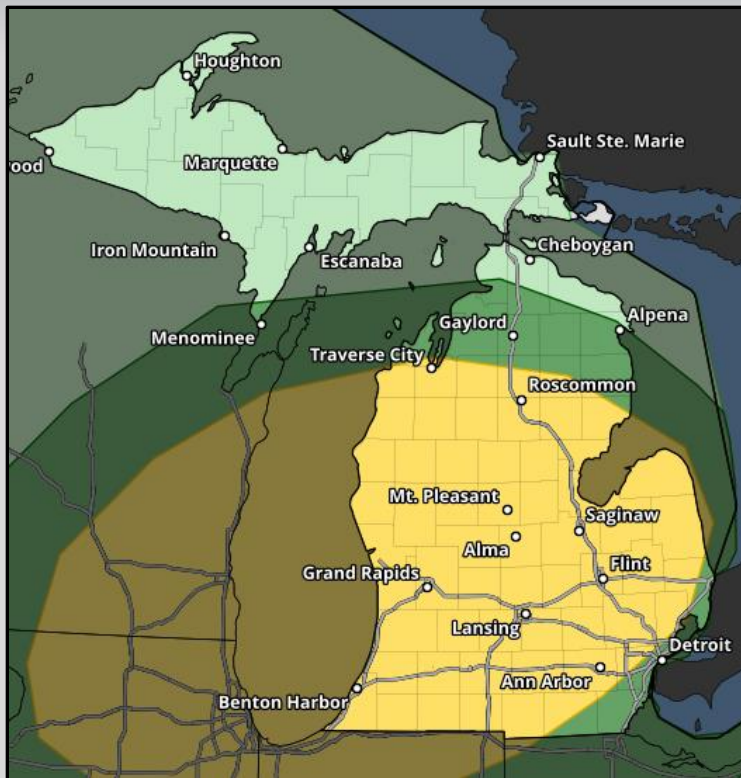 Houghton
Sault Ste. Marie
Marquette
ood
Iron Mountain
Escanaba
Cheboygan
Menominee
Gaylord
Alpena
Traverse City
Roscommon
Mt. Pleasant
Saginaw
Alma
Flint
Grand Rapids
Lansing
Detroit
Ann Arbor
Benton Harbor